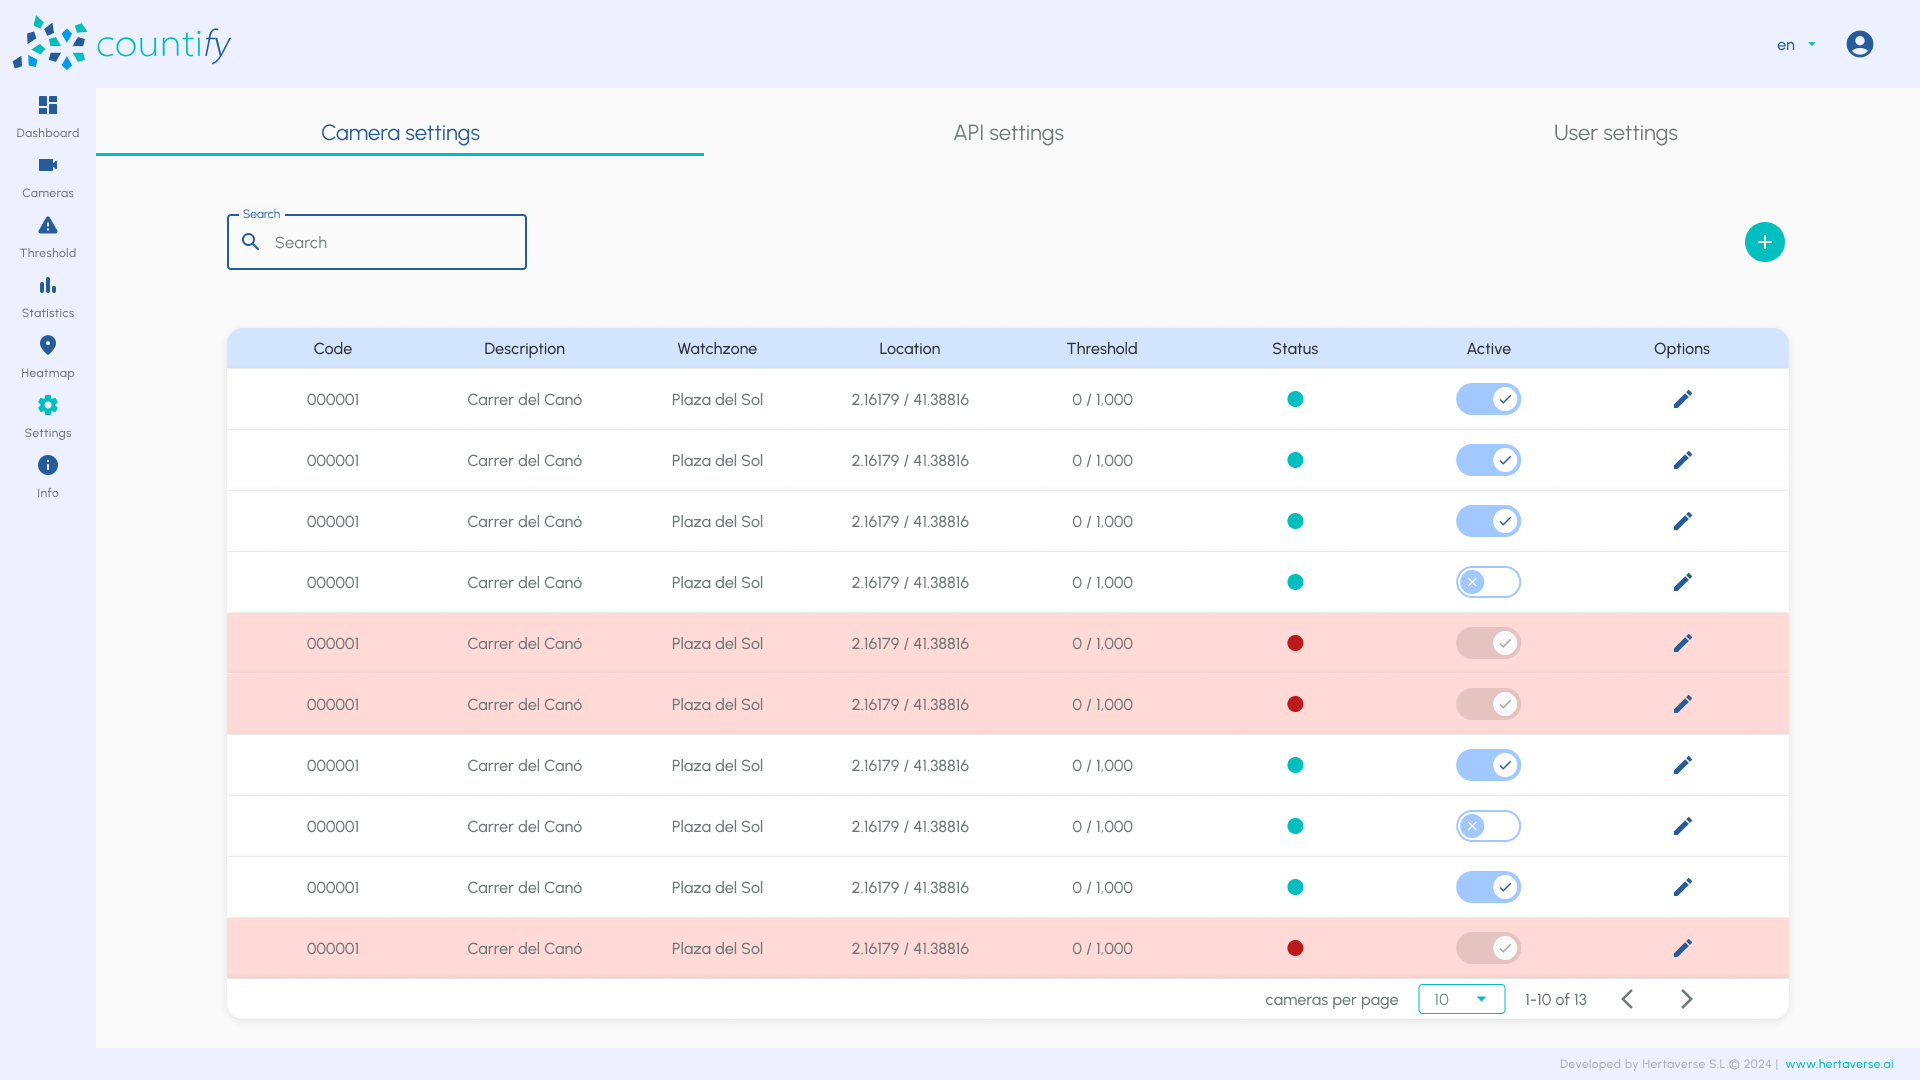 countify
en
Dashboard
Cameras
Threshold
Statistics
Heatmap
Settings
Info
Camera settings API settings User settings
Search
Search
Code Description Watchzone Location Threshold Status Active Options
000001 Carrer del Canó Plaza del Sol 2.16179 / 41.38816 0 / 1,000
000001 Carrer del Canó Plaza del Sol 2.16179 / 41.38816 0 / 1,000
000001 Carrer del Canó Plaza del Sol 2.16179 / 41.38816 0 / 1,000
000001 Carrer del Canó Plaza del Sol 2.16179 / 41.38816 0 / 1,000
000001 Carrer del Canó Plaza del Sol 2.16179 / 41.38816 0 / 1,000
000001 Carrer del Canó Plaza del Sol 2.16179 / 41.38816 0 / 1,000
000001 Carrer del Canó Plaza del Sol 2.16179 / 41.38816 0 / 1,000
000001 Carrer del Canó Plaza del Sol 2.16179 / 41.38816 0 / 1,000
000001 Carrer del Canó Plaza del Sol 2.16179 / 41.38816 0 / 1,000
000001 Carrer del Canó Plaza del Sol 2.16179 / 41.38816 0 / 1,000
cameras per page 10 1-10 of 13
Developed by Hertaverse S.L.© 2024 | www.hertaverse.ai